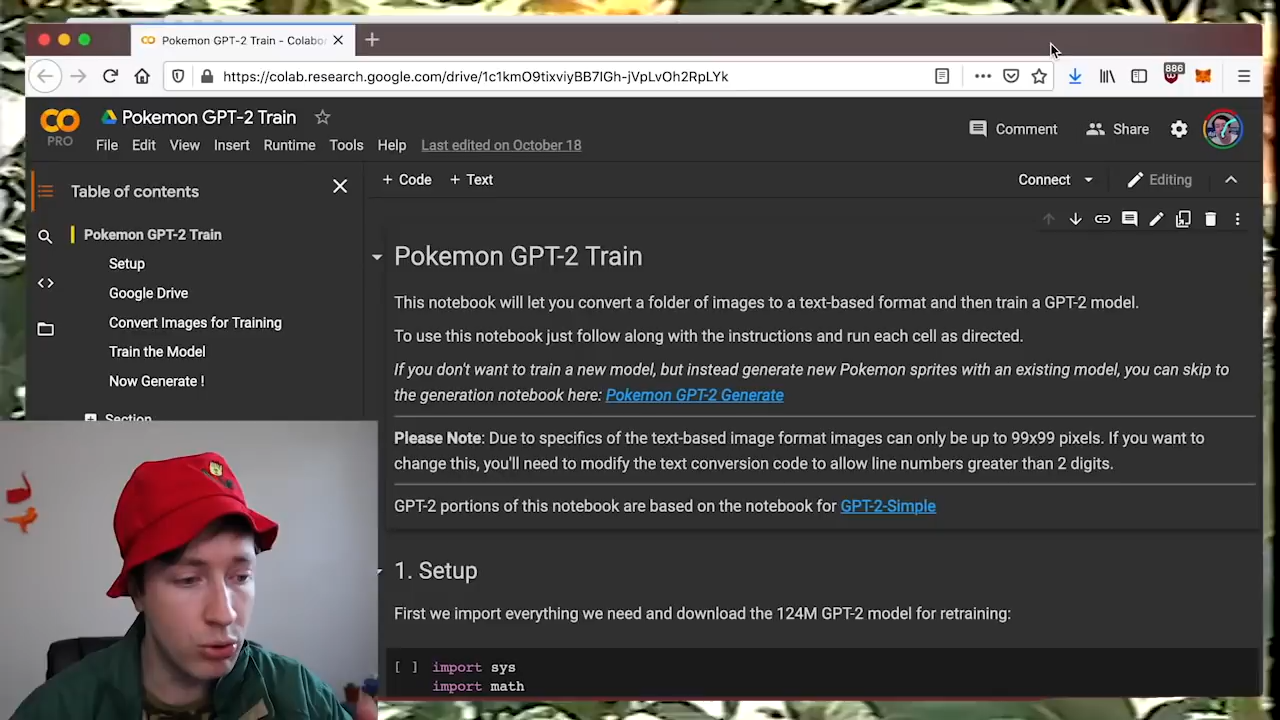 Pokemon GPT-2 Train - Colabo
https://colab.research.google.com/drive/1c1kmO9tixviyBB7IGh-jVpLvOh2RpLYk
886
PRO
Pokemon GPT-2 Train
File Edit View Insert Runtime Tools Help Last edited on October 18
Comment Share
Table of contents
Pokemon GPT-2 Train
Setup
Google Drive
Convert Images for Training
Train the Model
Now Generate !
Section
+ Code + Text
Connect Editing
Pokemon GPT-2 Train
This notebook will let you convert a folder of images to a text-based format and then train a GPT-2 model.
To use this notebook just follow along with the instructions and run each cell as directed.
If you don't want to train a new model, but instead generate new Pokemon sprites with an existing model, you can skip to
the generation notebook here: Pokemon GPT-2 Generate
Please Note: Due to specifics of the text-based image format images can only be up to 99x99 pixels. If you want to
change this, you'll need to modify the text conversion code to allow line numbers greater than 2 digits.
GPT-2 portions of this notebook are based on the notebook for GPT-2-Simple
1. Setup
First we import everything we need and download the 124M GPT-2 model for retraining:
[ ] import sys
import math